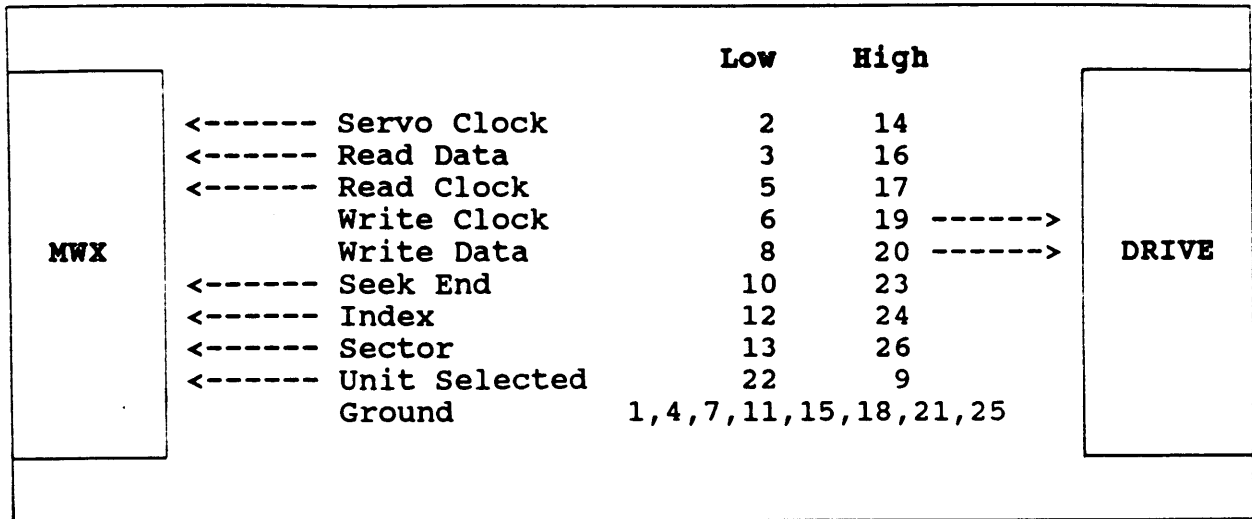 Low High
<------ Servo Clock 2 14
<------ Read Data 3 16
<------ Read Clock 5 17
Write Clock 6 19 ------>
MWX Write Data 8 20 ------> DRIVE
<------ Seek End 10 23
<------ Index 12 24
<------ Sector 13 26
<------ Unit Selected 22 9
Ground 1,4,7,11,15,18,21,25